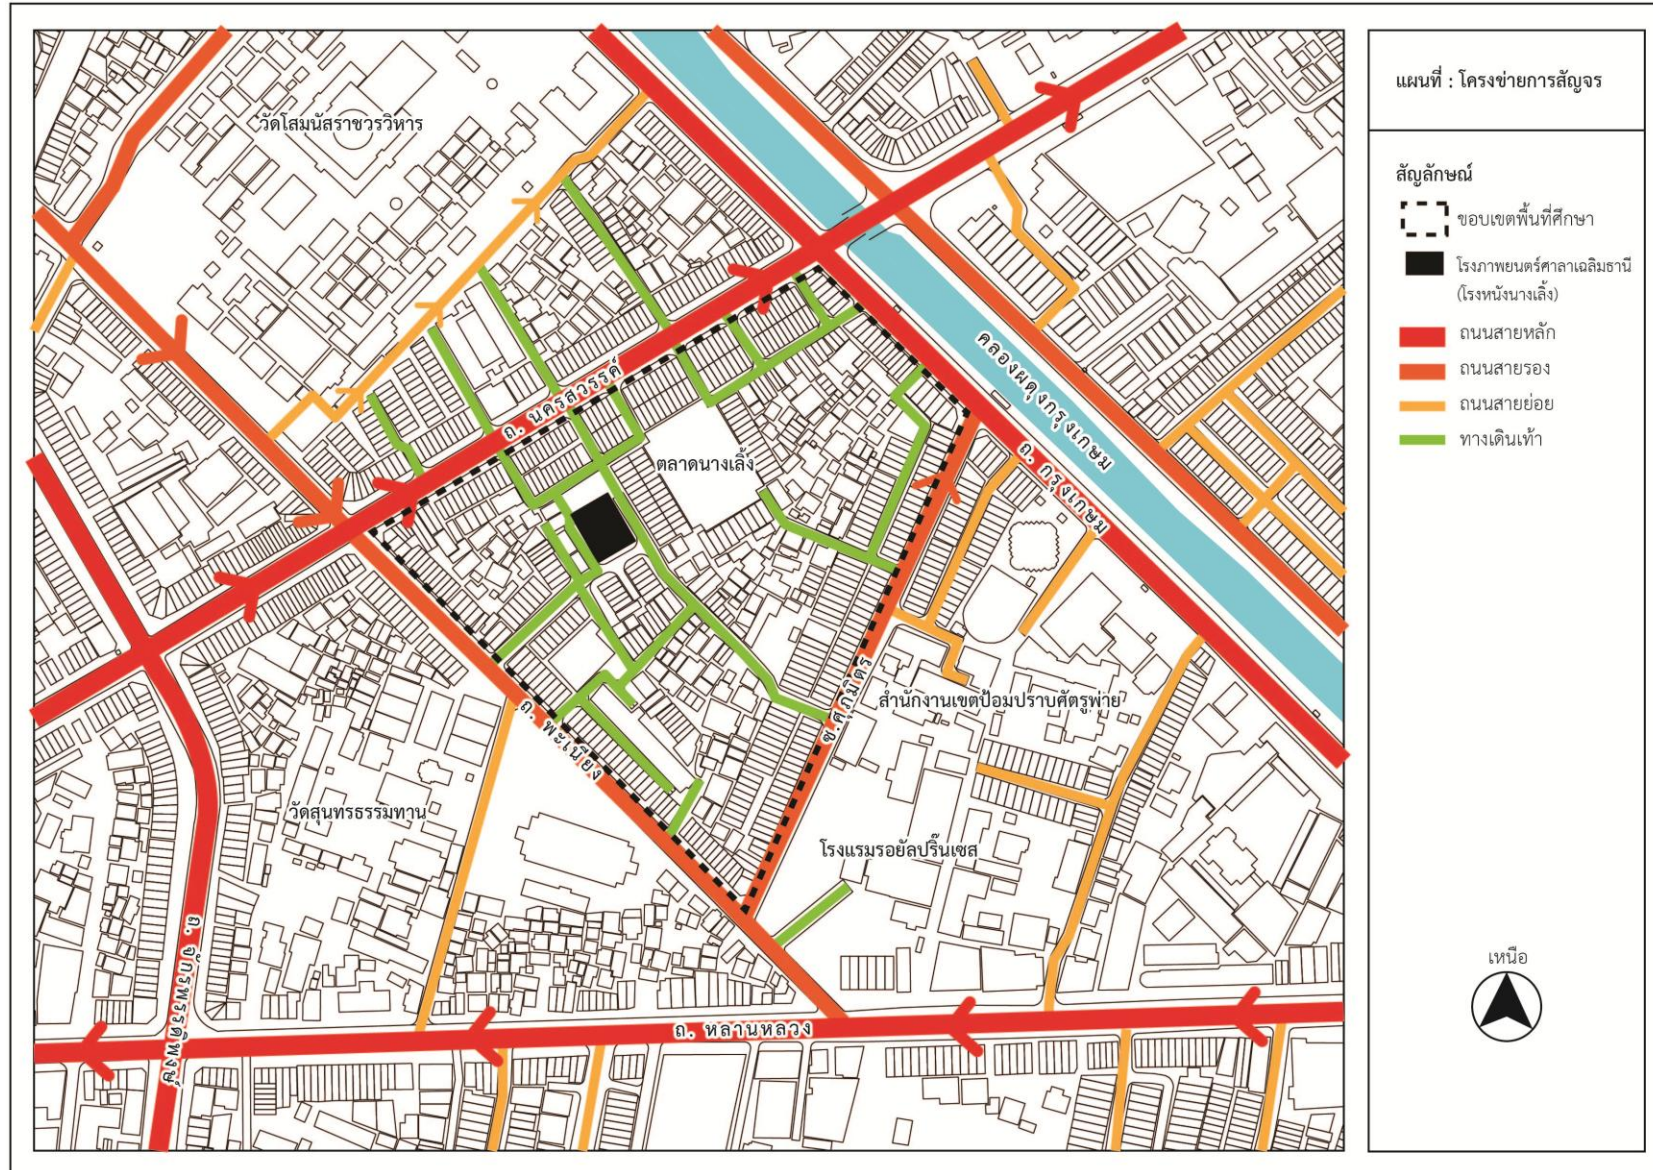 แผนที่ : โครงข่ายการสัญจร
สัญลักษณ์
ขอบเขตพื้นที่ศึกษา
โรงภาพยนตร์ศาลาเฉลิมธานี
(โรงหนังนางเลิ้ง)
ถนนสายหลัก
ถนนสายรอง
ถนนสายย่อย
ทางเดินเท้า
เหนือ
วัดโสมนัสราชวรวิหาร
ถ. นครสวรรค์
คลองผดุงกรุงเกษม
ตลาดนางเลิ้ง
ถ. กรุงเกษม
ซ.ศุภมิตร
สำนักงานเขตป้อมปราบศัตรูพ่าย
ถ. พะเนียง
วัดสุนทรธรรมทาน
โรงแรมรอยัลปริ๊นเซส
ถ. จักรพรรดิพงษ์
ถ. หลานหลวง